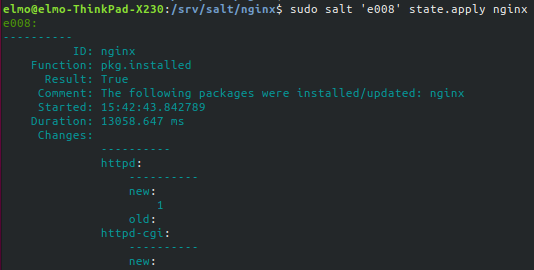 elmo@elmo-ThinkPad-X230:/srv/salt/nginx$ sudo salt 'e008' state.apply nginx
e008:
----------
ID: nginx
Function: pkg.installed
Result: True
Comment: The following packages were installed/updated: nginx
Started: 15:42:43.842789
Duration: 13058.647 ms
Changes:
----------
httpd:
----------
new:
1
old:
httpd-cgi:
----------
new: